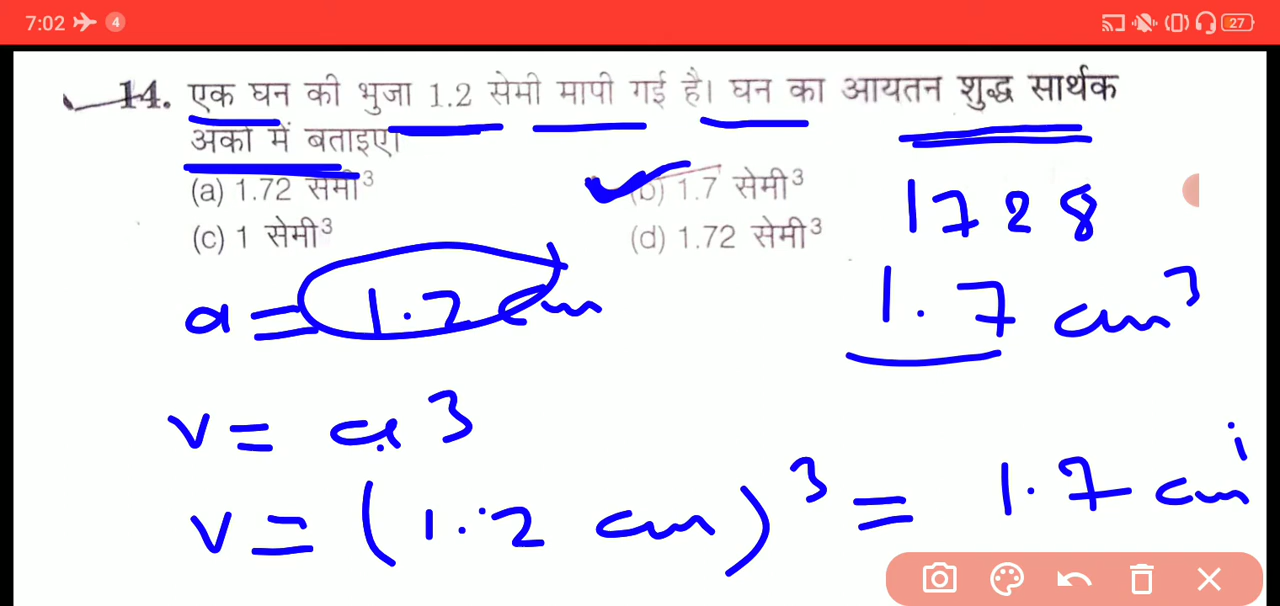 7:02 4 27
14. एक घन की भुजा 1.2 सेमी मापी गई है। घन का आयतन शुद्ध सार्थक
अंकों में बताइए।
(a) 1.72 सेमी³ (b) 1.7 सेमी³
(c) 1 सेमी³ (d) 1.72 सेमी³
1728
a = 1.2 cm
1.7 cm³
v = a³
v = (1.2 cm)³ = 1.7 cm